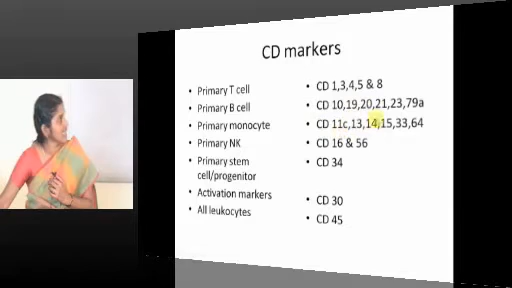 CD markers
• Primary T cell
• Primary B cell
• Primary monocyte
• Primary NK
• Primary stem
cell/progenitor
• Activation markers
• All leukocytes
• CD 1,3,4,5 & 8
• CD 10,19,20,21,23,79a
• CD 11c,13,14,15,33,64
• CD 16 & 56
• CD 34
• CD 30
• CD 45